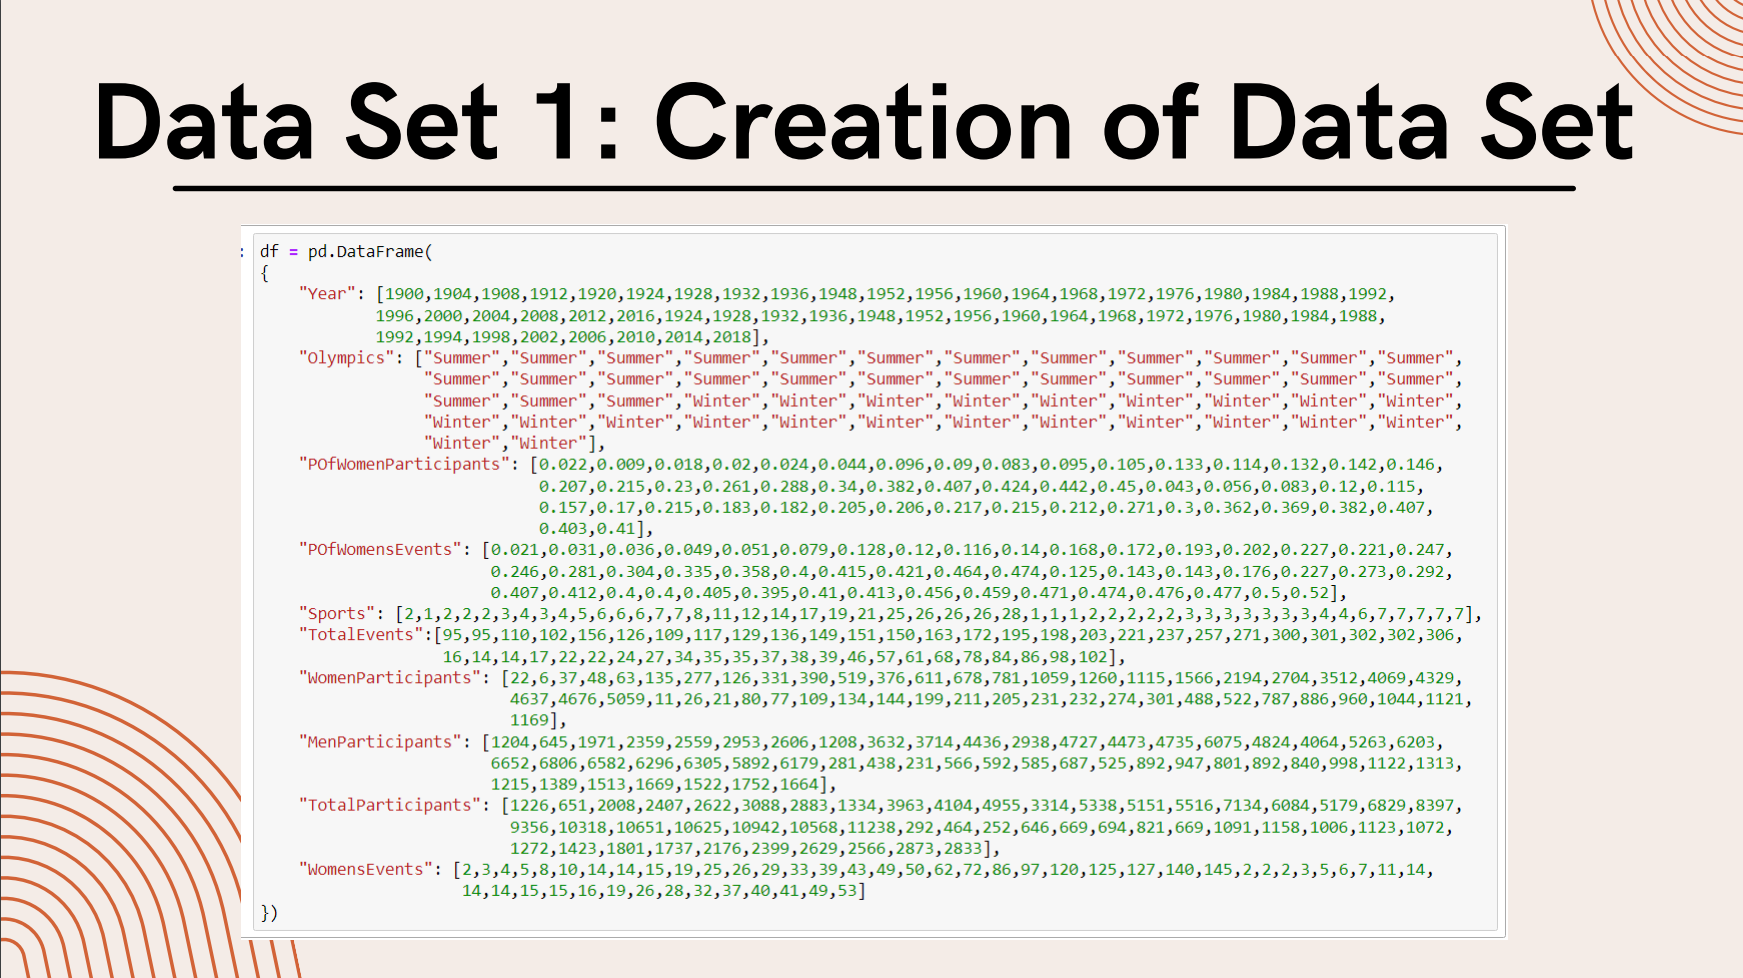 Data Set 1: Creation of Data Set
: df = pd.DataFrame(
{
"Year": [1900,1904,1908,1912,1920,1924,1928,1932,1936,1948,1952,1956,1960,1964,1968,1972,1976,1980,1984,1988,1992,
1996,2000,2004,2008,2012,2016,1924,1928,1932,1936,1948,1952,1956,1960,1964,1968,1972,1976,1980,1984,1988,
1992,1994,1998,2002,2006,2010,2014,2018],
"Olympics": ["Summer","Summer","Summer","Summer","Summer","Summer","Summer","Summer","Summer","Summer","Summer","Summer",
"Summer","Summer","Summer","Summer","Summer","Summer","Summer","Summer","Summer","Summer","Summer","Summer",
"Summer","Summer","Summer","Winter","Winter","Winter","Winter","Winter","Winter","Winter","Winter","Winter",
"Winter","Winter","Winter","Winter","Winter","Winter","Winter","Winter","Winter","Winter","Winter","Winter",
"Winter","Winter"],
"POfWomenParticipants": [0.022,0.009,0.018,0.02,0.024,0.044,0.096,0.09,0.083,0.095,0.105,0.133,0.114,0.132,0.142,0.146,
0.207,0.215,0.23,0.261,0.288,0.34,0.382,0.407,0.424,0.442,0.45,0.043,0.056,0.083,0.12,0.115,
0.157,0.17,0.215,0.183,0.182,0.205,0.206,0.217,0.215,0.212,0.271,0.3,0.362,0.369,0.382,0.407,
0.403,0.41],
"POfWomensEvents": [0.021,0.031,0.036,0.049,0.051,0.079,0.128,0.12,0.116,0.14,0.168,0.172,0.193,0.202,0.227,0.221,0.247,
0.246,0.281,0.304,0.335,0.358,0.4,0.415,0.421,0.464,0.474,0.125,0.143,0.143,0.176,0.227,0.273,0.292,
0.407,0.412,0.4,0.4,0.405,0.395,0.41,0.413,0.456,0.459,0.471,0.474,0.476,0.477,0.5,0.52],
"Sports": [2,1,2,2,2,3,4,3,4,5,6,6,6,7,7,8,11,12,14,17,19,21,25,26,26,26,28,1,1,1,2,2,2,2,2,3,3,3,3,3,3,3,4,4,6,7,7,7,7,7],
"TotalEvents":[95,95,110,102,156,126,109,117,129,136,149,151,150,163,172,195,198,203,221,237,257,271,300,301,302,302,306,
16,14,14,17,22,22,24,27,34,35,35,37,38,39,46,57,61,68,78,84,86,98,102],
"WomenParticipants": [22,6,37,48,63,135,277,126,331,390,519,376,611,678,781,1059,1260,1115,1566,2194,2704,3512,4069,4329,
4637,4676,5059,11,26,21,80,77,109,134,144,199,211,205,231,232,274,301,488,522,787,886,960,1044,1121,
1169],
"MenParticipants": [1204,645,1971,2359,2559,2953,2606,1208,3632,3714,4436,2938,4727,4473,4735,6075,4824,4064,5263,6203,
6652,6806,6582,6296,6305,5892,6179,281,438,231,566,592,585,687,525,892,947,801,892,840,998,1122,1313,
1215,1389,1513,1669,1522,1752,1664],
"TotalParticipants": [1226,651,2008,2407,2622,3088,2883,1334,3963,4104,4955,3314,5338,5151,5516,7134,6084,5179,6829,8397,
9356,10318,10651,10625,10942,10568,11238,292,464,252,646,669,694,821,669,1091,1158,1006,1123,1072,
1272,1423,1801,1737,2176,2399,2629,2566,2873,2833],
"WomensEvents": [2,3,4,5,8,10,14,14,15,19,25,26,29,33,39,43,49,50,62,72,86,97,120,125,127,140,145,2,2,2,3,5,6,7,11,14,
14,14,15,15,16,19,26,28,32,37,40,41,49,53]
})